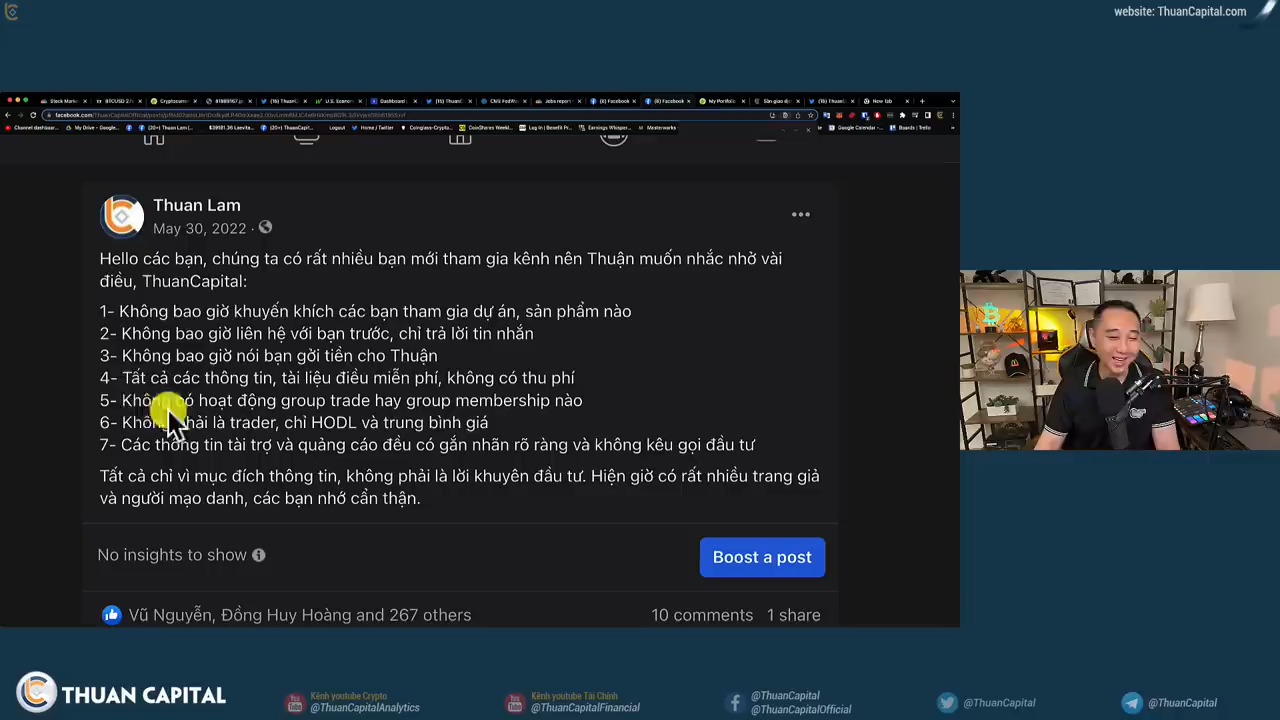 website: ThuanCapital.com
Thuan Lam
May 30, 2022 ·
Hello các bạn, chúng ta có rất nhiều bạn mới tham gia kênh nên Thuận muốn nhắc nhở vài
điều, ThuanCapital:
1- Không bao giờ khuyến khích các bạn tham gia dự án, sản phẩm nào
2- Không bao giờ liên hệ với bạn trước, chỉ trả lời tin nhắn
3- Không bao giờ nói bạn gởi tiền cho Thuận
4- Tất cả các thông tin, tài liệu điều miễn phí, không có thu phí
5- Không có hoạt động group trade hay group membership nào
6- Không phải là trader, chỉ HODL và trung bình giá
7- Các thông tin tài trợ và quảng cáo đều có gắn nhãn rõ ràng và không kêu gọi đầu tư
Tất cả chỉ vì mục đích thông tin, không phải là lời khuyên đầu tư. Hiện giờ có rất nhiều trang giả
và người mạo danh, các bạn nhớ cẩn thận.
No insights to show
Boost a post
Vũ Nguyễn, Đồng Huy Hoàng and 267 others
10 comments 1 share
THUAN CAPITAL
Kênh youtube Crypto
@ThuanCapitalAnalytics
Kênh youtube Tài Chính
@ThuanCapitalFinancial
@ThuanCapital
@ThuanCapitalOfficial
@ThuanCapital
@ThuanCapital